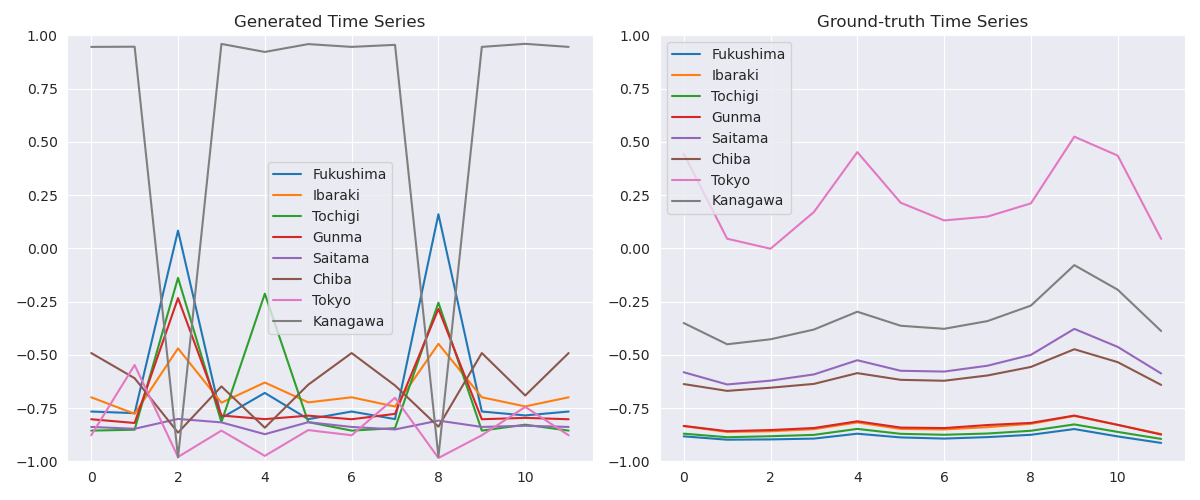 Generated Time Series
1.00
0.75
0.50
0.25
0.00
−0.25
−0.50
−0.75
−1.00
0 2 4 6 8 10
Fukushima
Ibaraki
Tochigi
Gunma
Saitama
Chiba
Tokyo
Kanagawa
Ground-truth Time Series
1.00
0.75
0.50
0.25
0.00
−0.25
−0.50
−0.75
−1.00
0 2 4 6 8 10
Fukushima
Ibaraki
Tochigi
Gunma
Saitama
Chiba
Tokyo
Kanagawa